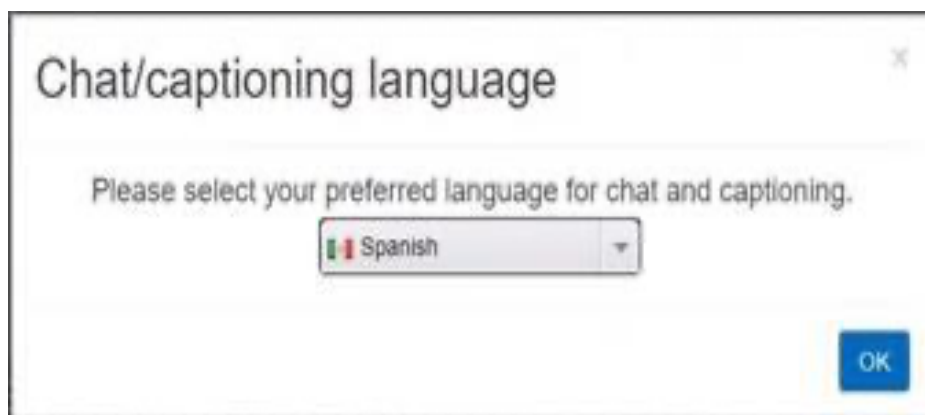 Chat/captioning language
Please select your preferred language for chat and captioning.
Spanish
OK